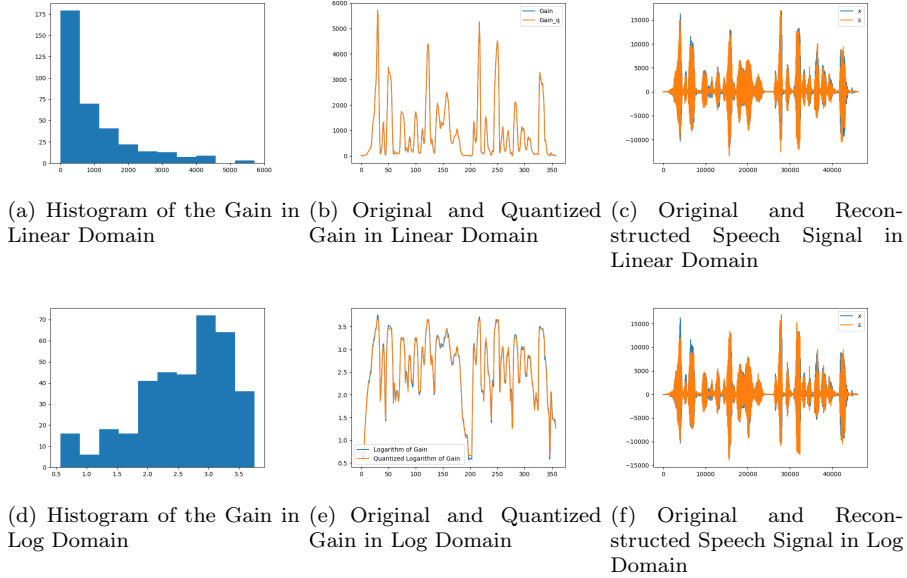 175
150
125
100
75
50
25
0
0 1000 2000 3000 4000 5000 6000
6000
5000
4000
3000
2000
1000
0
0 50 100 150 200 250 300 350
Gain
Gain_q
15000
10000
5000
0
−5000
−10000
0 10000 20000 30000 40000
x
s
(a) Histogram of the Gain in
Linear Domain
(b) Original and Quantized
Gain in Linear Domain
(c) Original and Recon-
structed Speech Signal in
Linear Domain
70
60
50
40
30
20
10
0
0.5 1.0 1.5 2.0 2.5 3.0 3.5
3.5
3.0
2.5
2.0
1.5
1.0
0.5
0 50 100 150 200 250 300 350
Logarithm of Gain
Quantized Logarithm of Gain
15000
10000
5000
0
−5000
−10000
−15000
0 10000 20000 30000 40000
x
s
(d) Histogram of the Gain in
Log Domain
(e) Original and Quantized
Gain in Log Domain
(f) Original and Recon-
structed Speech Signal in Log
Domain